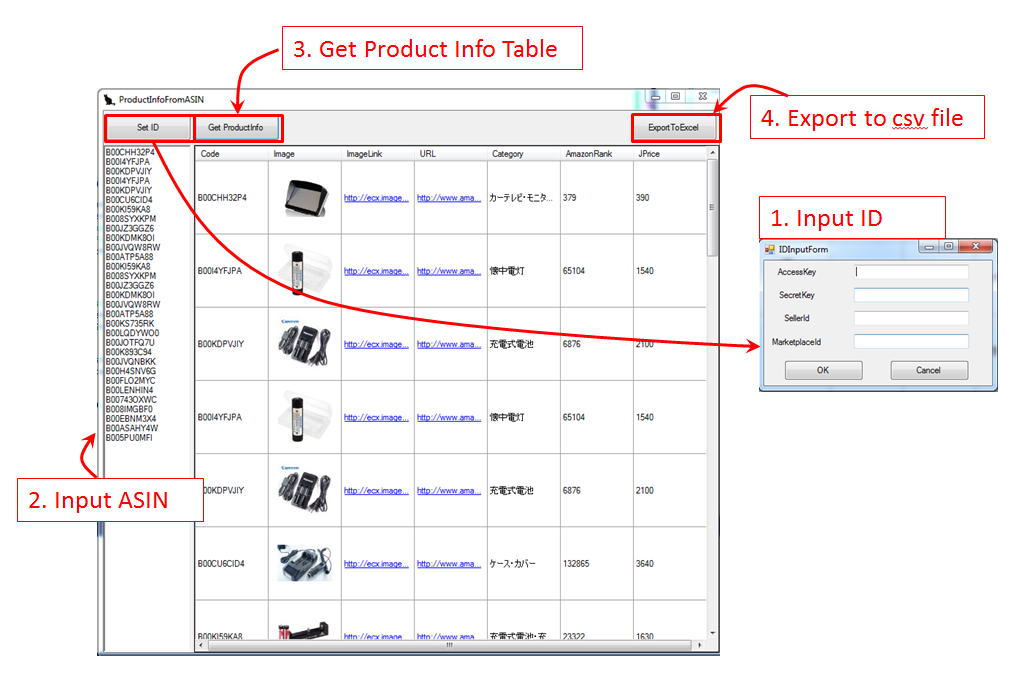 3. Get Product Info Table
ProductInfoFromASIN
4. Export to csv file
Set ID
Get ProductInfo
ExportToExcel
1. Input ID
IDInputForm
AccessKey
SecretKey
SellerId
MarketplaceId
OK
Cancel
2. Input ASIN
B00CHH32P4
B00I4YFJPA
B00KDPVJIY
B00I4YFJPA
B00KDPVJIY
B00CU6CID4
B00KI59KA8
B008SYXKPM
B00JZ3GGZ6
B00KDMK8OI
B00JVQW8RW
B00ATP5A88
B00KI59KA8
B008SYXKPM
B00JZ3GGZ6
B00KDMK8OI
B00JVQW8RW
B00ATP5A88
B00KS735RK
B00LQDYWO0
B00JOTFQ7U
B00K893C94
B00JVQNBKK
B00H4SNV6G
B00FLO2MYC
B00LENHIN4
B00743OXWC
B008IMGBF0
B00EBNM3X4
B00ASAHY4W
B005PU0MFI
Code Image ImageLink URL Category AmazonRank JPrice
B00CHH32P4 http://ecx.image... http://www.ama... カーテレビ・モニタ... 379 390
B00I4YFJPA http://ecx.image... http://www.ama... 懐中電灯 65104 1540
B00KDPVJIY http://ecx.image... http://www.ama... 充電式電池 6876 2100
B00I4YFJPA http://ecx.image... http://www.ama... 懐中電灯 65104 1540
B00KDPVJIY http://ecx.image... http://www.ama... 充電式電池 6876 2100
B00CU6CID4 http://ecx.image... http://www.ama... ケース・カバー 132865 3640
B00KI59KA8 http://ecx.image... http://www.ama... 充電式電池・充 23322 1630